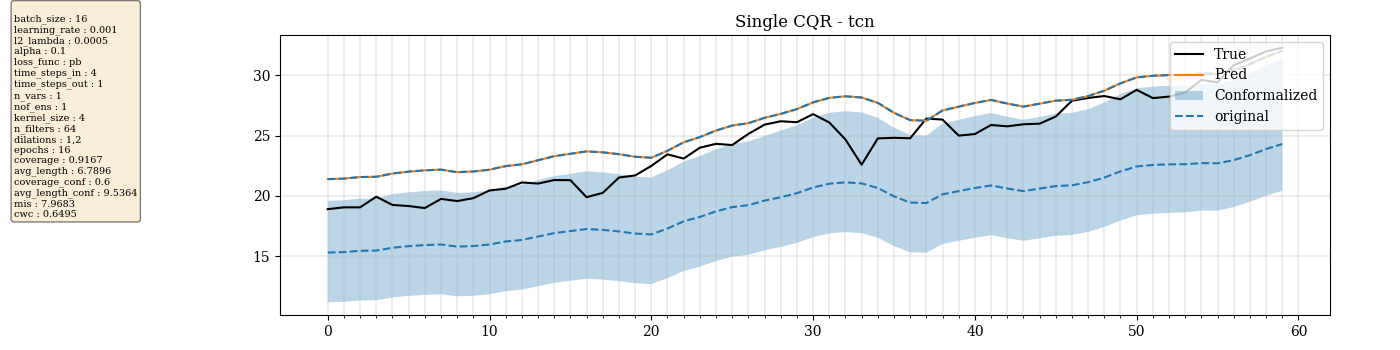 batch_size : 16
learning_rate : 0.001
l2_lambda : 0.0005
alpha : 0.1
loss_func : pb
time_steps_in : 4
time_steps_out : 1
n_vars : 1
nof_ens : 1
kernel_size : 4
n_filters : 64
dilations : 1,2
epochs : 16
coverage : 0.9167
avg_length : 6.7896
coverage_conf : 0.6
avg_length_conf : 9.5364
mis : 7.9683
cwc : 0.6495
Single CQR - tcn
30
25
20
15
0 10 20 30 40 50 60
True
Pred
Conformalized
original